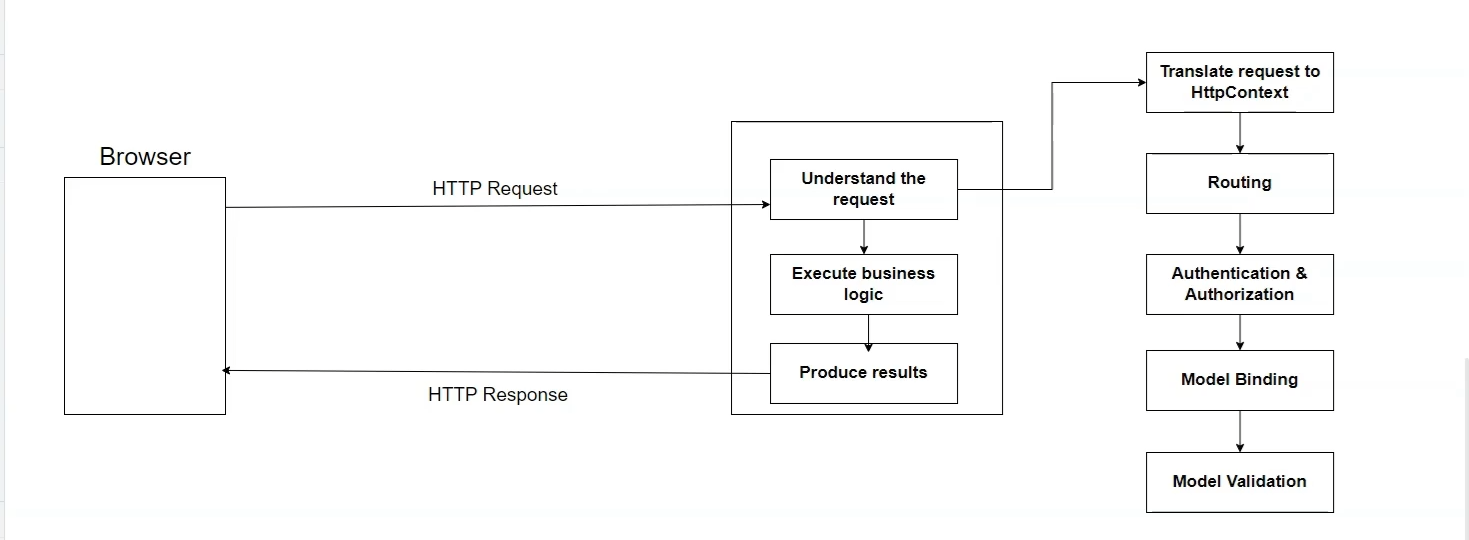 Browser
HTTP Request
HTTP Response
Understand the
request
Execute business
logic
Produce results
Translate request to
HttpContext
Routing
Authentication &
Authorization
Model Binding
Model Validation